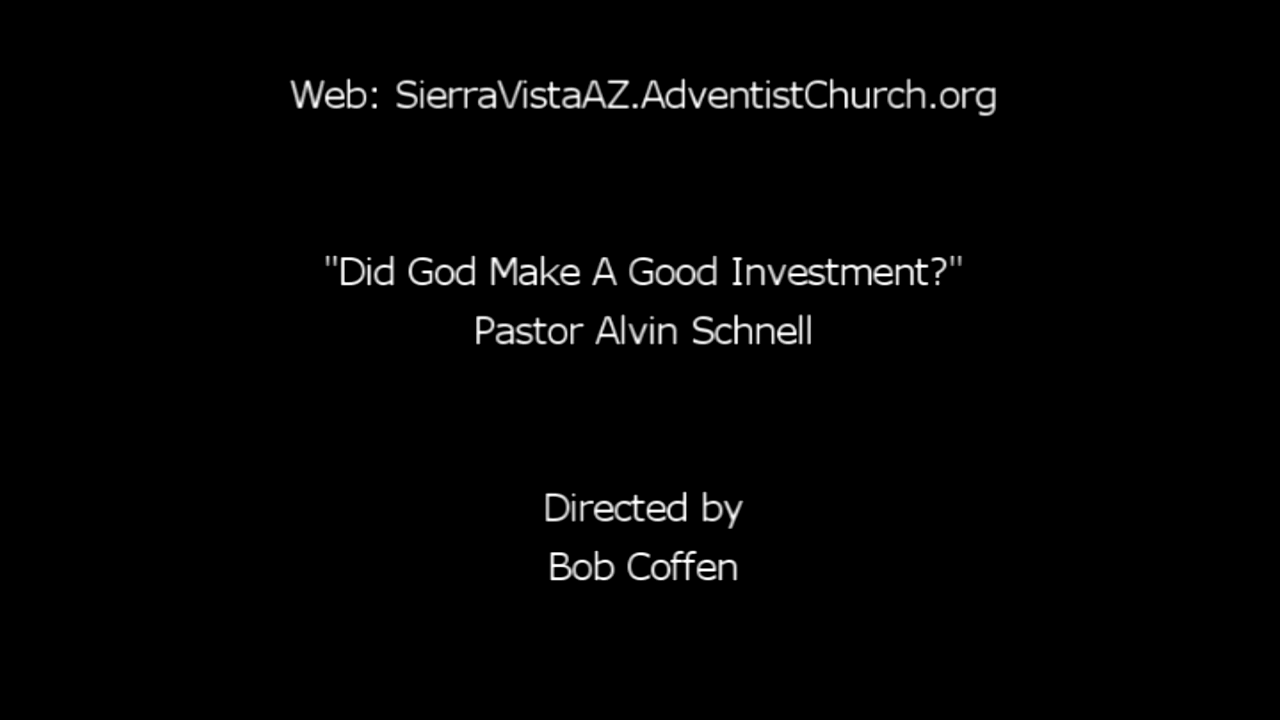 Web: SierraVistaAZ.AdventistChurch.org
"Did God Make A Good Investment?"
Pastor Alvin Schnell
Directed by
Bob Coffen